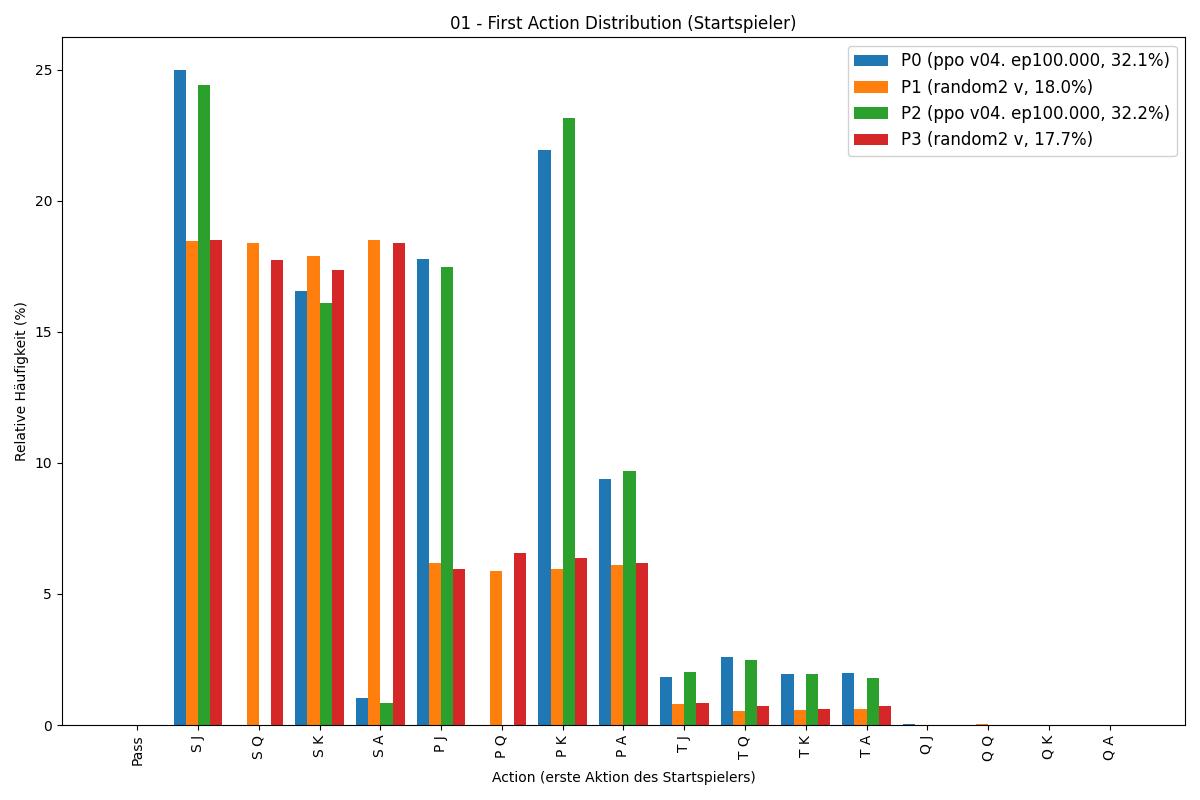 01 - First Action Distribution (Startspieler)
P0 (ppo v04. ep100.000, 32.1%)
P1 (random2 v, 18.0%)
P2 (ppo v04. ep100.000, 32.2%)
P3 (random2 v, 17.7%)
Relative Häufigkeit (%)
25
20
15
10
5
0
Pass
S J
S Q
S K
S A
P J
P Q
P K
P A
T J
T Q
T K
T A
Q J
Q Q
Q K
Q A
Action (erste Aktion des Startspielers)